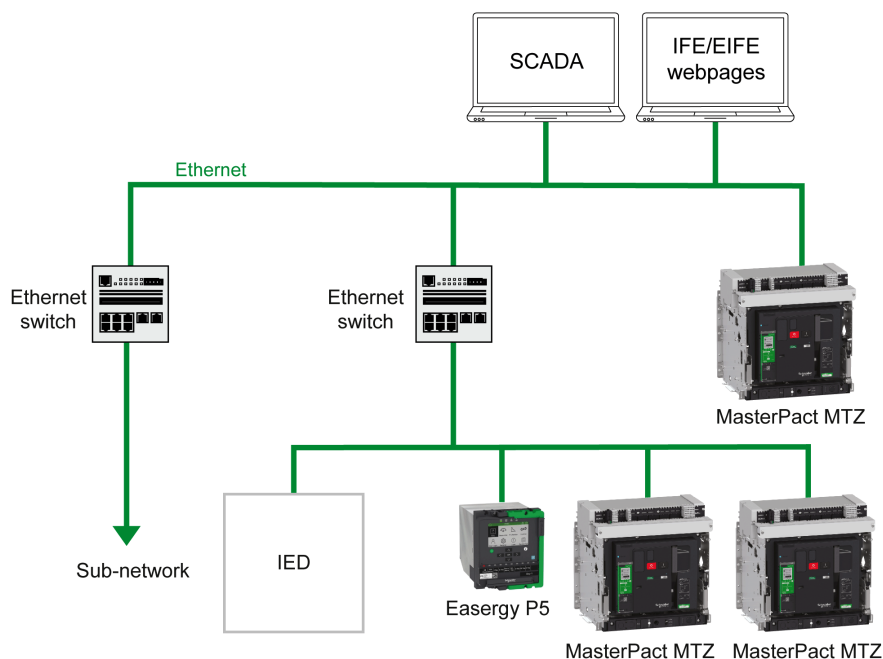 SCADA
IFE/EIFE
webpages
Ethernet
Ethernet
switch
Ethernet
switch
MasterPact MTZ
Sub-network
IED
Easergy P5
MasterPact MTZ
MasterPact MTZ